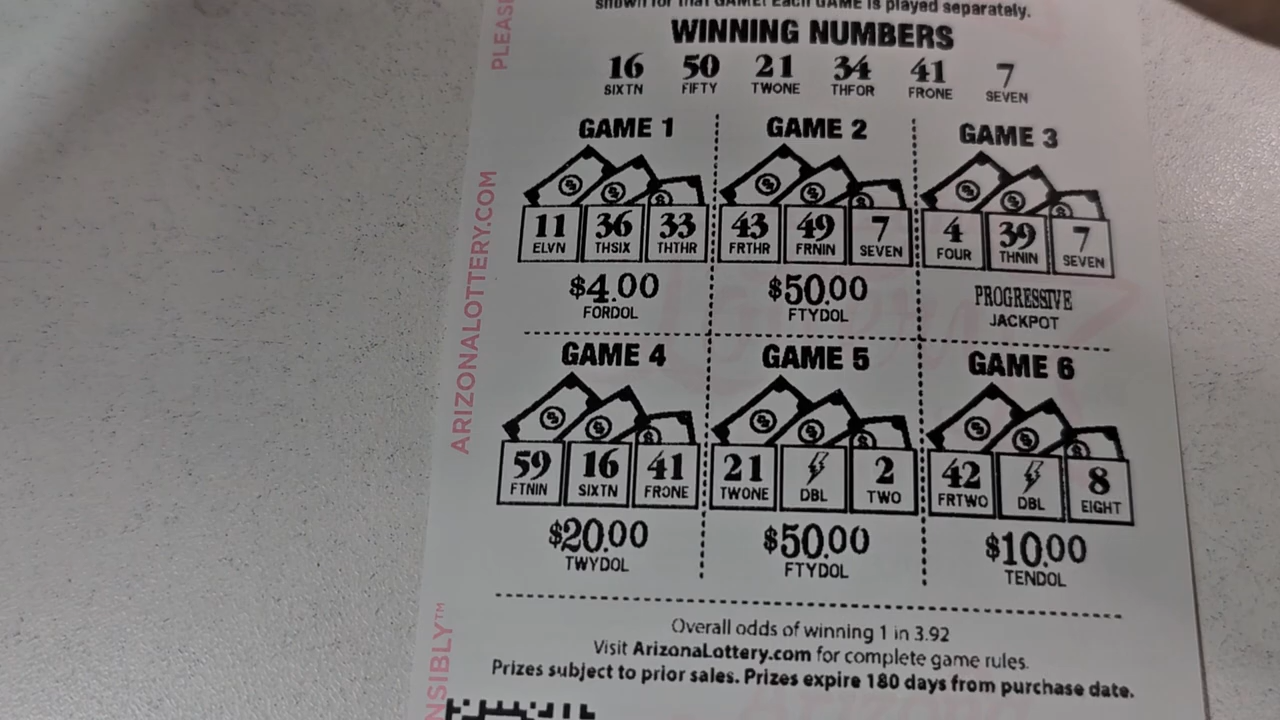 shown for that GAME! Each GAME is played separately.
WINNING NUMBERS
16 50 21 34 41 7
SIXTN FIFTY TWONE THFOR FRONE SEVEN
GAME 1 GAME 2 GAME 3
11 36 33 43 49 7 4 39 7
ELVN THSIX THTHR FRTHR FRNIN SEVEN FOUR THNIN SEVEN
$4.00 $50.00 PROGRESSIVE
FORDOL FTYDOL JACKPOT
GAME 4 GAME 5 GAME 6
59 16 41 21 2 42 8
FTNIN SIXTN FRONE TWONE DBL TWO FRTWO DBL EIGHT
$20.00 $50.00 $10.00
TWYDOL FTYDOL TENDOL
Overall odds of winning 1 in 3.92
Visit ArizonaLottery.com for complete game rules.
Prizes subject to prior sales. Prizes expire 180 days from purchase date.
ARIZONALOTTERY.COM